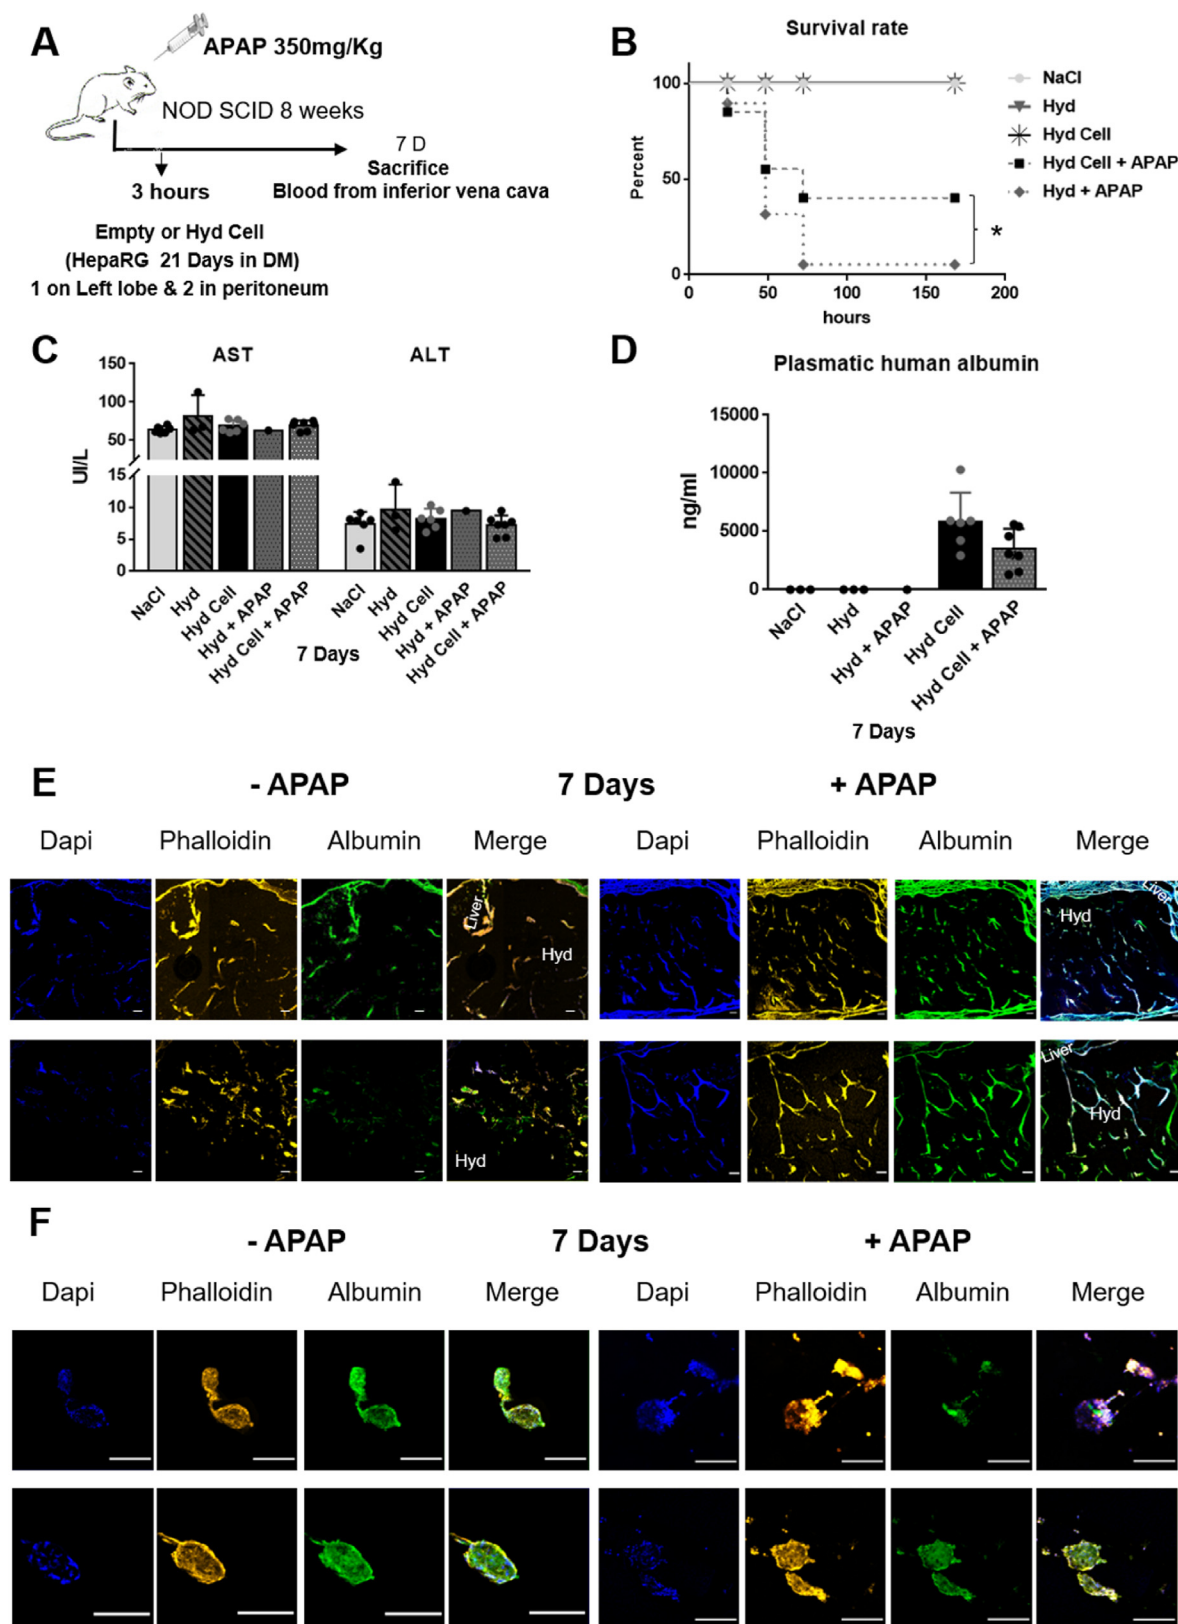 A
APAP 350mg/Kg
NOD SCID 8 weeks
7 D
Sacrifice
3 hours
Blood from inferior vena cava
Empty or Hyd Cell
(HepaRG 21 Days in DM)
1 on Left lobe & 2 in peritoneum
B
Survival rate
Percent
100
50
0
0 50 100 150 200
hours
NaCl
Hyd
Hyd Cell
Hyd Cell + APAP
Hyd + APAP
*
C
AST ALT
UI/L
150
100
50
15
10
5
0
NaCl
Hyd
Hyd Cell
Hyd + APAP
Hyd Cell + APAP
NaCl
Hyd
Hyd Cell
Hyd + APAP
Hyd Cell + APAP
7 Days
D
Plasmatic human albumin
ng/ml
15000
10000
5000
0
NaCl
Hyd
Hyd + APAP
Hyd Cell
Hyd Cell + APAP
7 Days
E
- APAP 7 Days + APAP
Dapi Phalloidin Albumin Merge Dapi Phalloidin Albumin Merge
Liver
Hyd
Liver
Hyd
Hyd
Liver
Hyd
F
- APAP 7 Days + APAP
Dapi Phalloidin Albumin Merge Dapi Phalloidin Albumin Merge